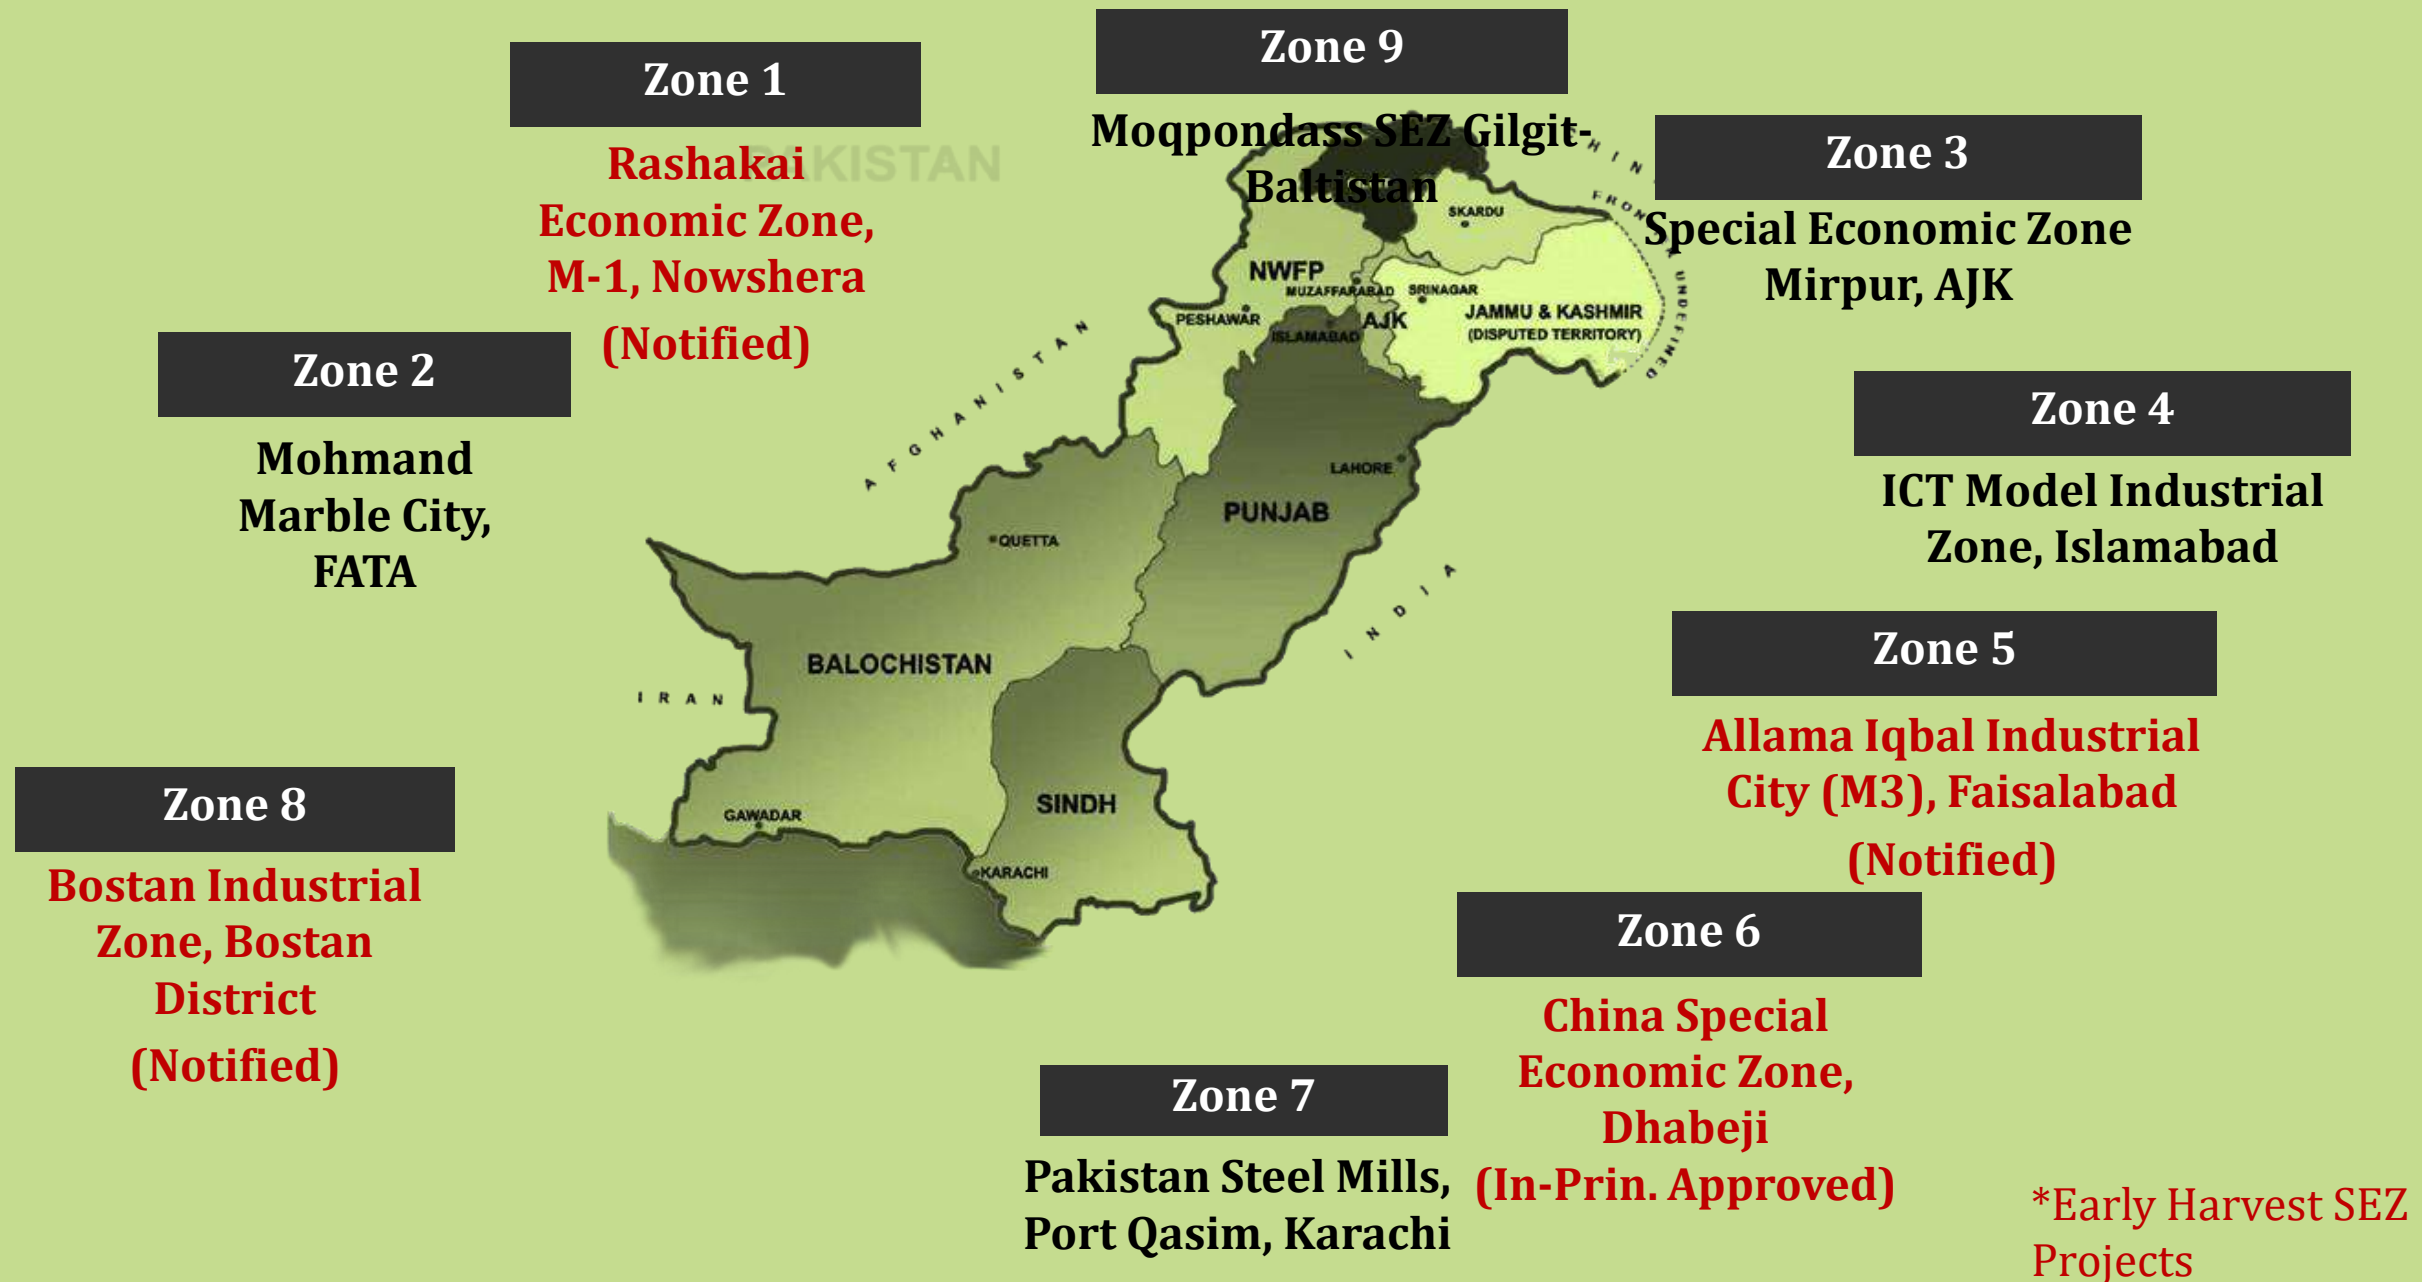 Zone 1
Rashakai
Economic Zone,
M-1, Nowshera
(Notified)
Zone 9
Moqpondass SEZ Gilgit-
Baltistan
Zone 3
Special Economic Zone
Mirpur, AJK
Zone 2
Mohmand
Marble City,
FATA
Zone 4
ICT Model Industrial
Zone, Islamabad
Zone 5
Allama Iqbal Industrial
City (M3), Faisalabad
(Notified)
Zone 8
Bostan Industrial
Zone, Bostan
District
(Notified)
Zone 6
China Special
Economic Zone,
Dhabeji
(In-Prin. Approved)
Zone 7
Pakistan Steel Mills,
Port Qasim, Karachi
*Early Harvest SEZ
Projects
PAKISTAN
SKARDU
NWFP
MUZAFFARABAD
SRINAGAR
PESHAWAR
ISLAMABAD
AJK
JAMMU & KASHMIR
(DISPUTED TERRITORY)
UNDEFINED
AFGHANISTAN
LAHORE
PUNJAB
QUETTA
INDIA
BALOCHISTAN
IRAN
SINDH
GAWADAR
KARACHI